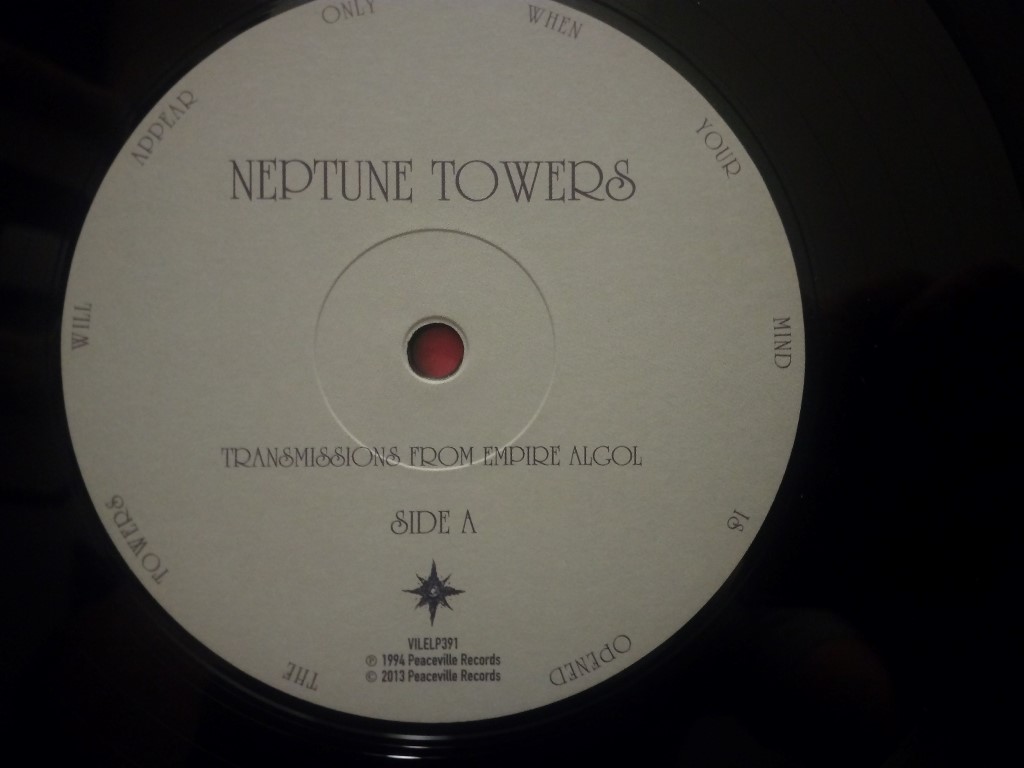 THE TOWERS WILL APPEAR ONLY WHEN YOUR MIND IS OPENED
NEPTUNE TOWERS
TRANSMISSIONS FROM EMPIRE ALGOL
SIDE A
VILELP391
℗ 1994 Peaceville Records
© 2013 Peaceville Records